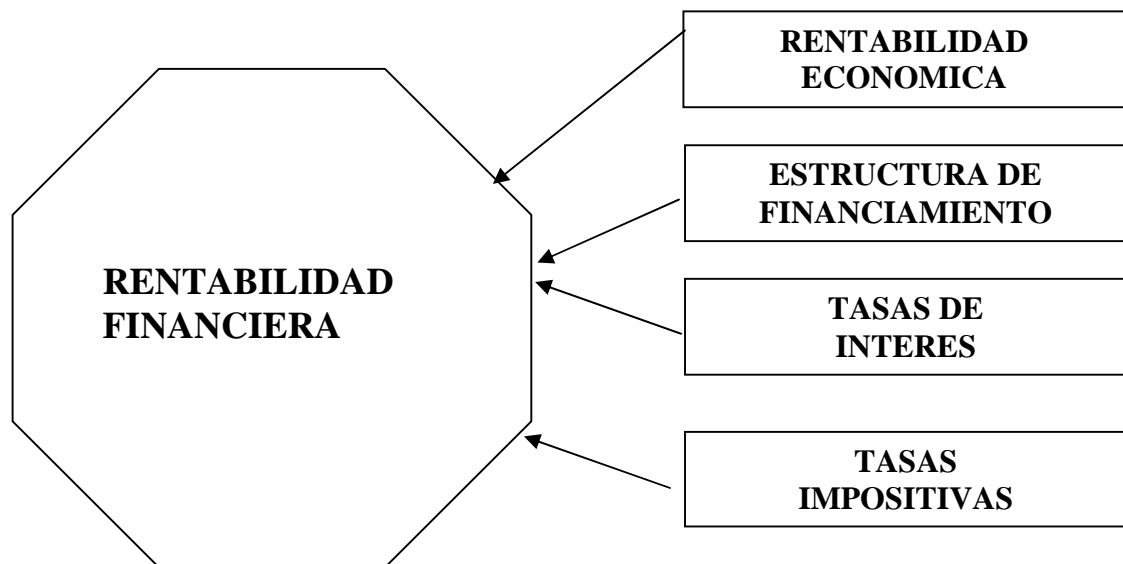 RENTABILIDAD
ECONOMICA
ESTRUCTURA DE
FINANCIAMIENTO
RENTABILIDAD
FINANCIERA
TASAS DE
INTERES
TASAS
IMPOSITIVAS